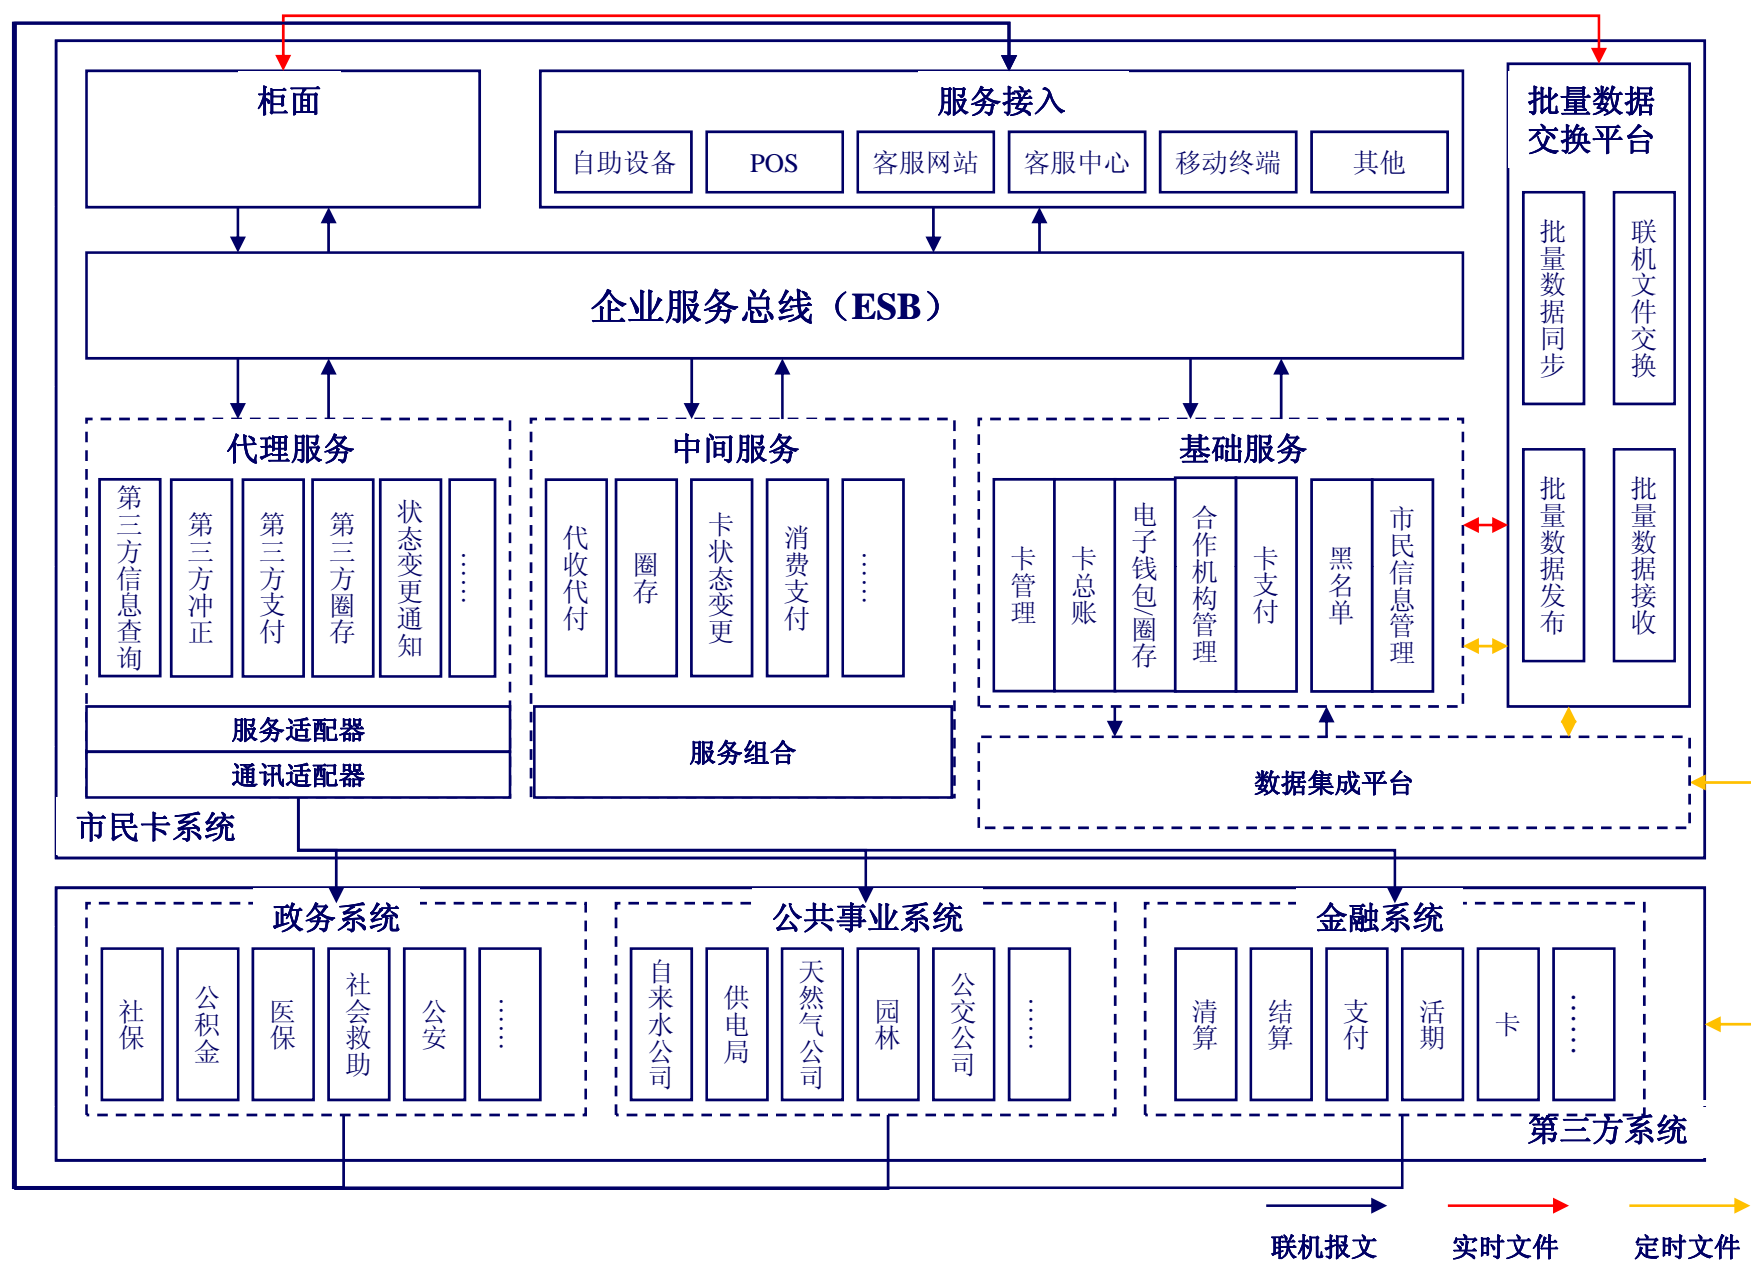 柜面
服务接入
自助设备
POS
客服网站
客服中心
移动终端
其他
批量数据
交换平台
批量数据同步
联机文件交换
批量数据发布
批量数据接收
企业服务总线（ESB）
代理服务
第三方信息查询
第三方冲正
第三方支付
第三方圈存
状态变更通知
……
服务适配器
通讯适配器
中间服务
代收代付
圈存
卡状态变更
消费支付
……
服务组合
基础服务
卡管理
卡总账
电子钱包/圈存
合作机构管理
卡支付
黑名单
市民信息管理
数据集成平台
市民卡系统
政务系统
社保
公积金
医保
社会救助
公安
……
公共事业系统
自来水公司
供电局
天然气公司
园林
公交公司
……
金融系统
清算
结算
支付
活期
卡
……
第三方系统
联机报文
实时文件
定时文件